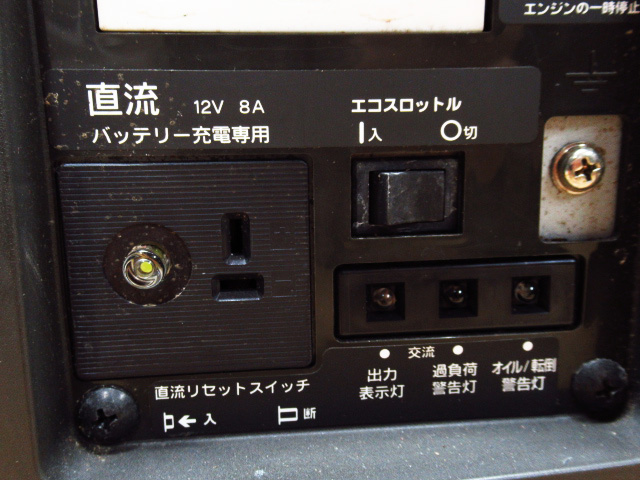 エンジンの一時停止
直流 12V 8A
バッテリー充電専用
エコスロットル
入 切
交流
出力
表示灯
過負荷
警告灯
オイル/転倒
警告灯
直流リセットスイッチ
入 断